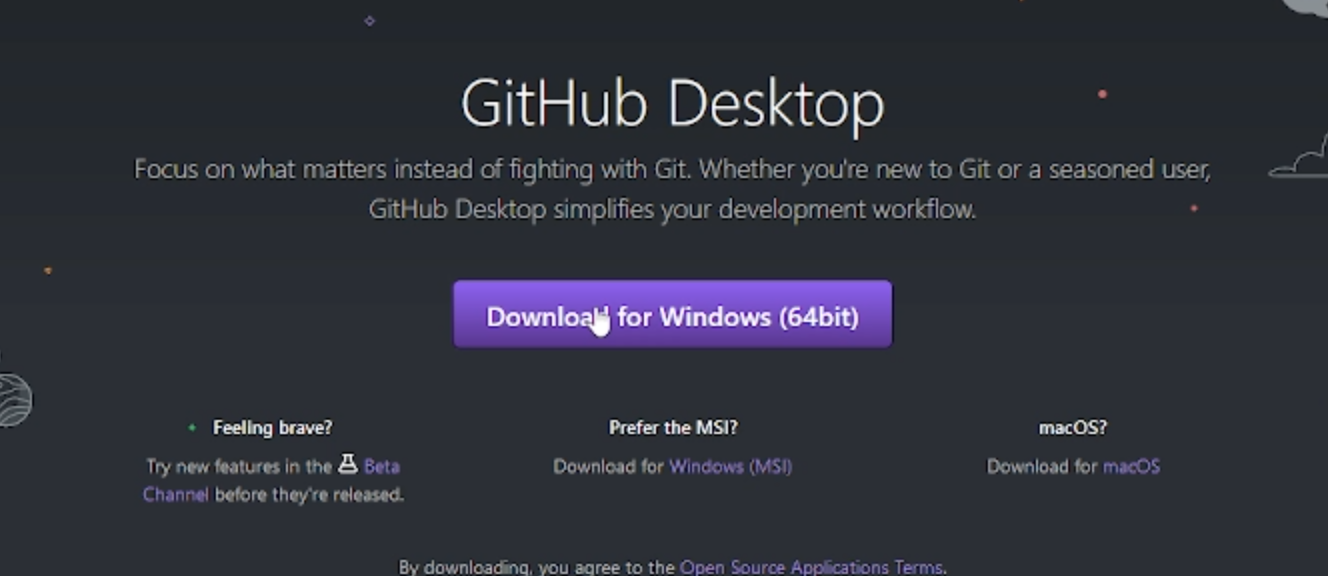 GitHub Desktop
Focus on what matters instead of fighting with Git. Whether you're new to Git or a seasoned user,
GitHub Desktop simplifies your development workflow.
Download for Windows (64bit)
Feeling brave?
Try new features in the Beta
Channel before they're released.
Prefer the MSI?
Download for Windows (MSI)
macOS?
Download for macOS
By downloading, you agree to the Open Source Applications Terms.